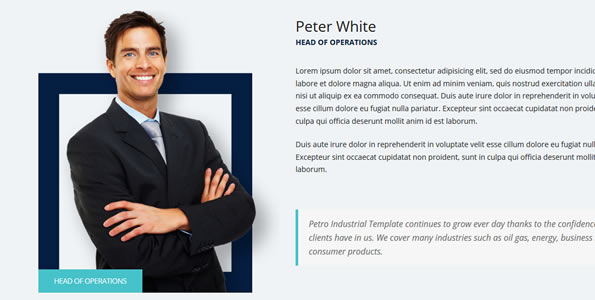 Peter White
HEAD OF OPERATIONS
Lorem ipsum dolor sit amet, consectetur adipisicing elit, sed do eiusmod tempor incidid
labore et dolore magna aliqua. Ut enim ad minim veniam, quis nostrud exercitation ulla
nisi ut aliquip ex ea commodo consequat. Duis aute irure dolor in reprehenderit in volu
esse cillum dolore eu fugiat nulla pariatur. Excepteur sint occaecat cupidatat non proide
culpa qui officia deserunt mollit anim id est laborum.
Duis aute irure dolor in reprehenderit in voluptate velit esse cillum dolore eu fugiat null
Excepteur sint occaecat cupidatat non proident, sunt in culpa qui officia deserunt mollit
laborum.
Petro Industrial Template continues to grow ever day thanks to the confidence
clients have in us. We cover many industries such as oil gas, energy, business
consumer products.
HEAD OF OPERATIONS